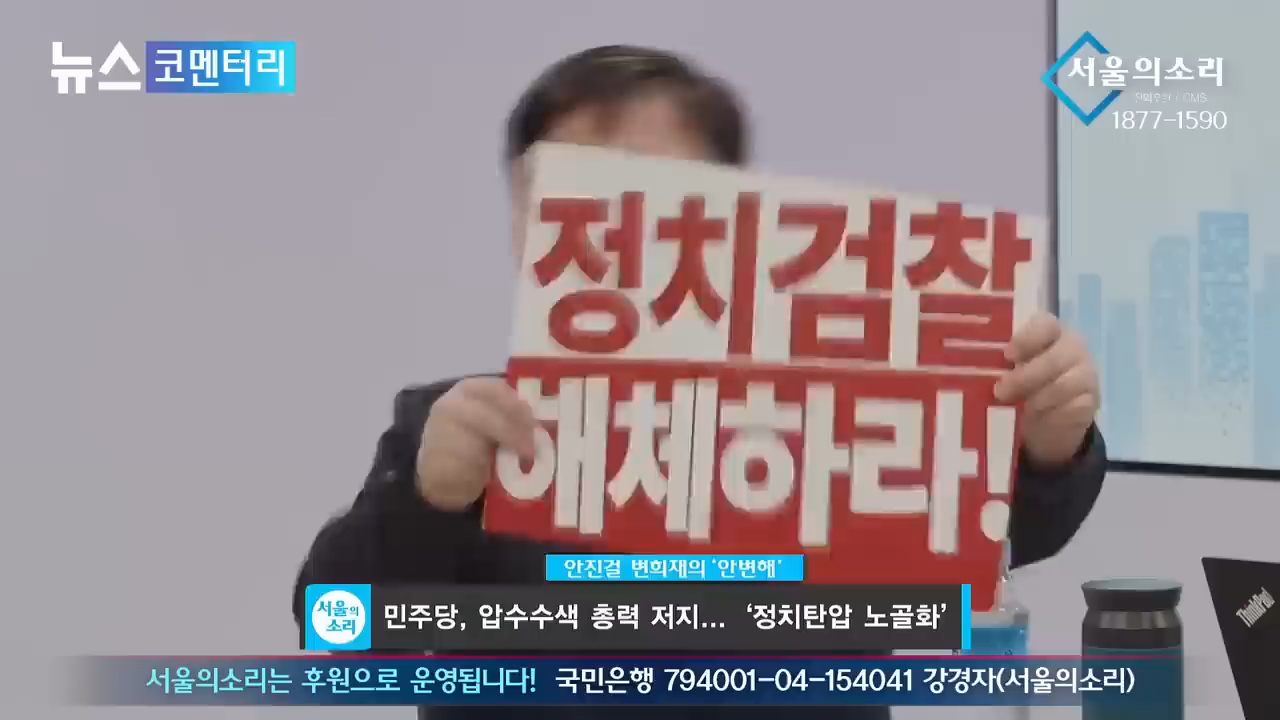 뉴스 코멘터리
서울의소리
1877-1590
정치검찰
해체하라!
안진걸 변희재의 '안변해'
서울의 소리
민주당, 압수수색 총력 저지... '정치탄압 노골화'
ThinkPad
서울의소리는 후원으로 운영됩니다! 국민은행 794001-04-154041 강경자(서울의소리)